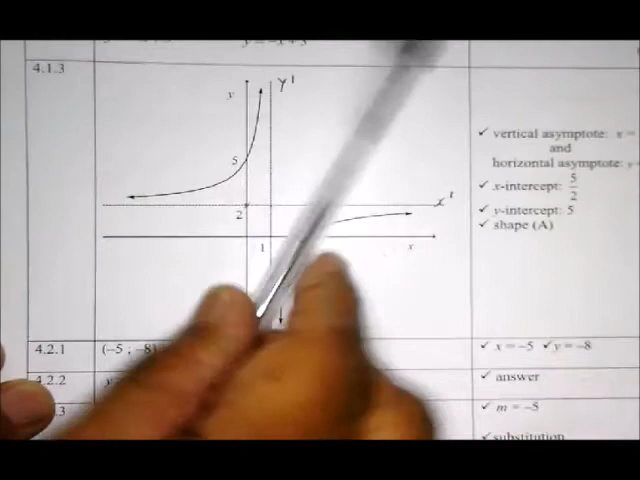 4.1.3
y
y'
5
2
x'
1
x
✓ vertical asymptote: x =
and
horizontal asymptote:
✓ x-intercept: 5/2
✓ y-intercept: 5
✓ shape (A)
4.2.1
(–5 ; –8)
✓ x = –5 ✓ y = –8
4.2.2
✓ answer
✓ m = –5
✓ substitution